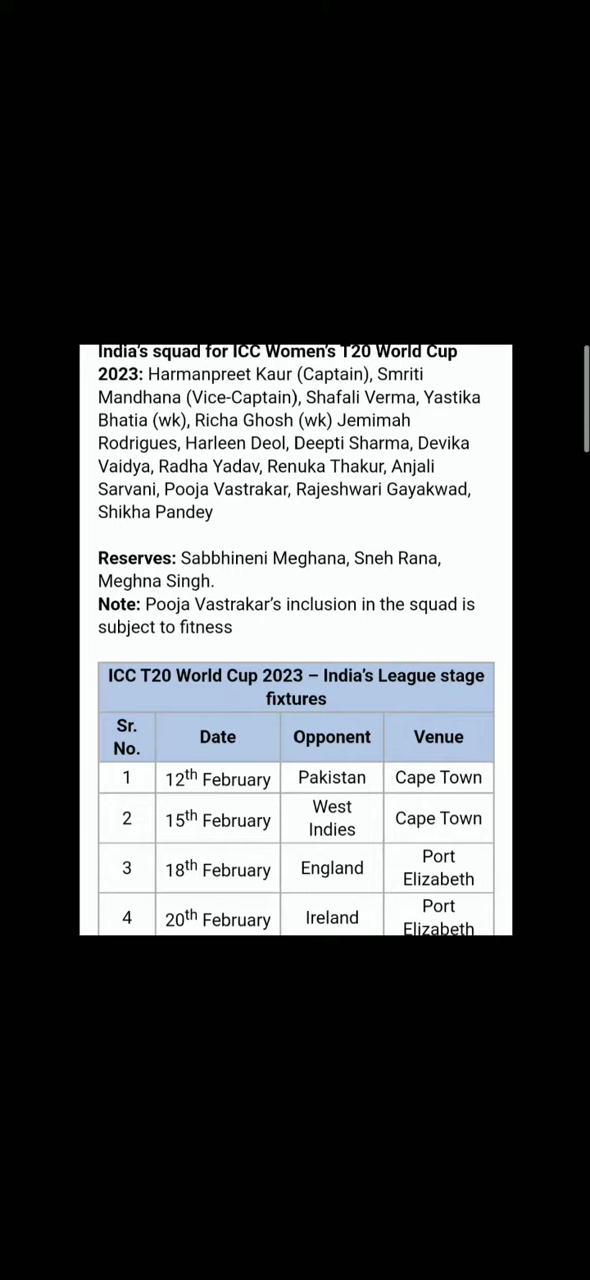 India's squad for ICC Women's T20 World Cup
2023: Harmanpreet Kaur (Captain), Smriti
Mandhana (Vice-Captain), Shafali Verma, Yastika
Bhatia (wk), Richa Ghosh (wk) Jemimah
Rodrigues, Harleen Deol, Deepti Sharma, Devika
Vaidya, Radha Yadav, Renuka Thakur, Anjali
Sarvani, Pooja Vastrakar, Rajeshwari Gayakwad,
Shikha Pandey
Reserves: Sabbhineni Meghana, Sneh Rana,
Meghna Singh.
Note: Pooja Vastrakar's inclusion in the squad is
subject to fitness
ICC T20 World Cup 2023 – India's League stage
fixtures
Sr. No. Date Opponent Venue
1 12th February Pakistan Cape Town
2 15th February West Indies Cape Town
3 18th February England Port Elizabeth
4 20th February Ireland Port Elizabeth